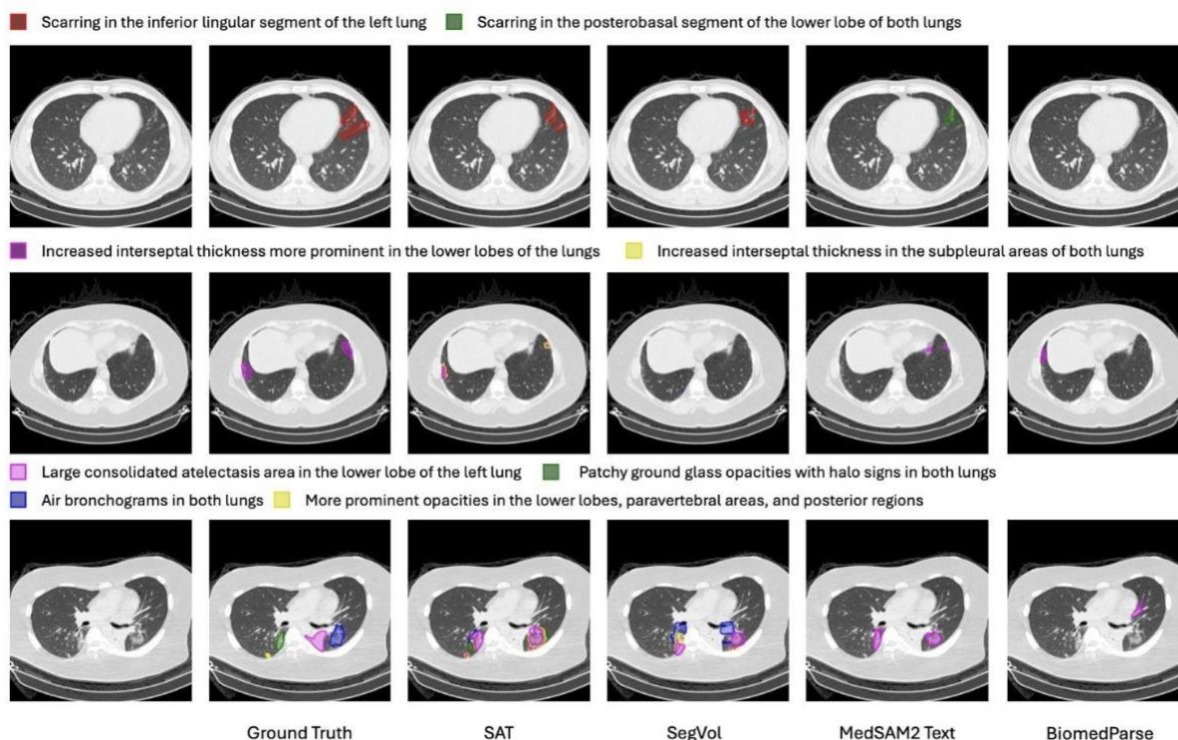 Scarring in the inferior lingular segment of the left lung Scarring in the posterobasal segment of the lower lobe of both lungs
Increased interseptal thickness more prominent in the lower lobes of the lungs Increased interseptal thickness in the subpleural areas of both lungs
Large consolidated atelectasis area in the lower lobe of the left lung Patchy ground glass opacities with halo signs in both lungs
Air bronchograms in both lungs More prominent opacities in the lower lobes, paravertebral areas, and posterior regions
Ground Truth SAT SegVol MedSAM2 Text BiomedParse